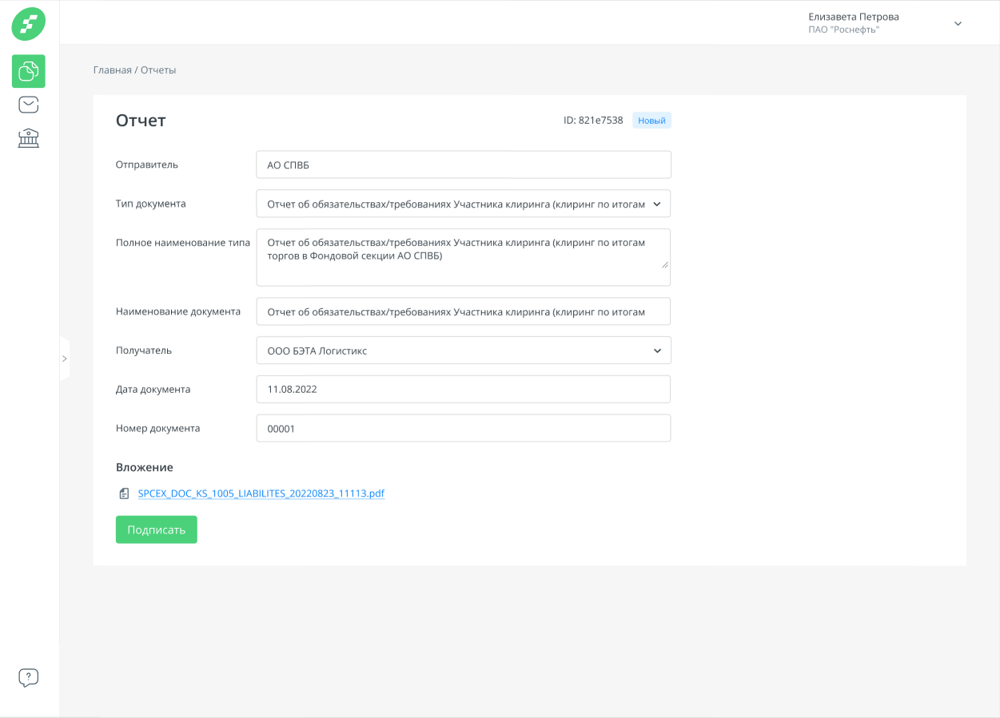 Елизавета Петрова
ПАО "Роснефть"
Главная / Отчеты
Отчет
ID: 821e7538
Новый
Отправитель
АО СПВБ
Тип документа
Отчет об обязательствах/требованиях Участника клиринга (клиринг по итогам
Полное наименование типа
Отчет об обязательствах/требованиях Участника клиринга (клиринг по итогам
торгов в Фондовой секции АО СПВБ)
Наименование документа
Отчет об обязательствах/требованиях Участника клиринга (клиринг по итогам
Получатель
ООО БЭТА Логистикс
Дата документа
11.08.2022
Номер документа
00001
Вложение
SPCEX_DOC_KS_1005_LIABILITES_20220823_11113.pdf
Подписать